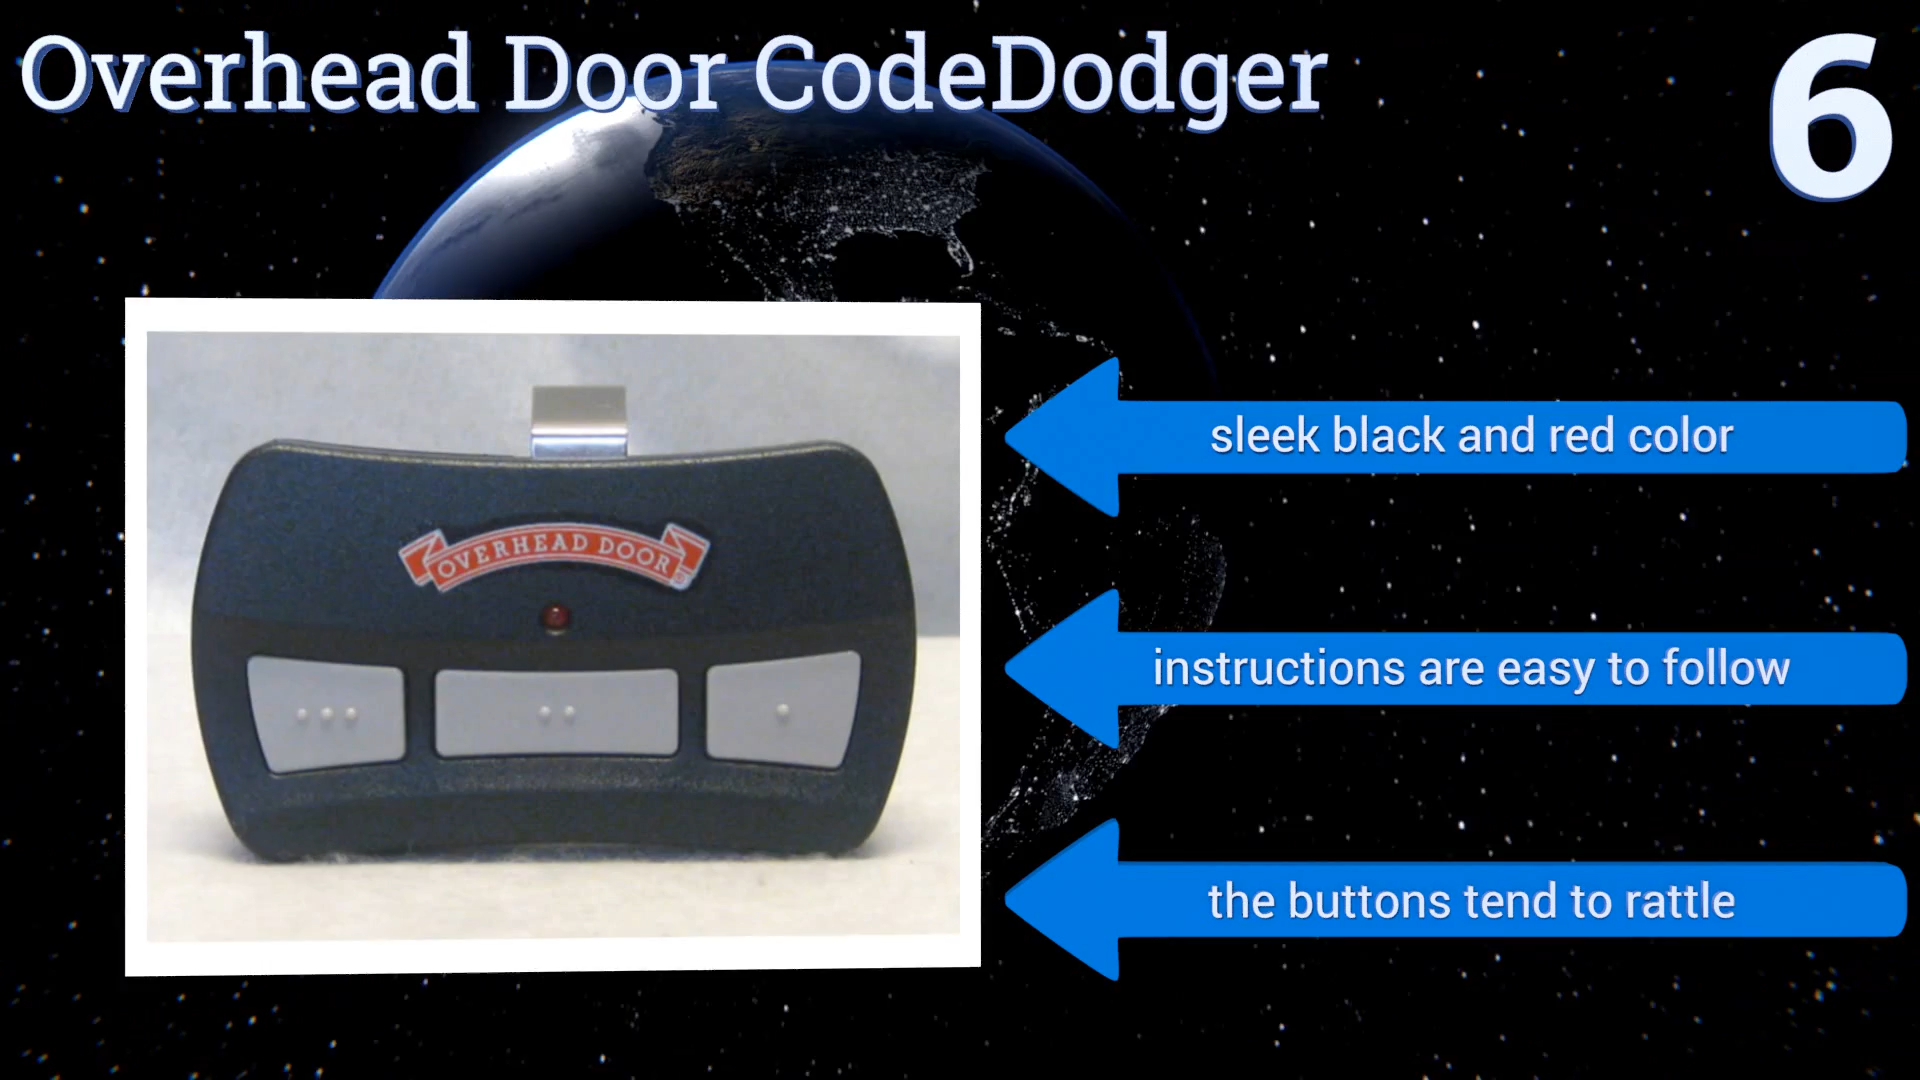 Overhead Door CodeDodger
6
OVERHEAD DOOR
sleek black and red color
instructions are easy to follow
the buttons tend to rattle